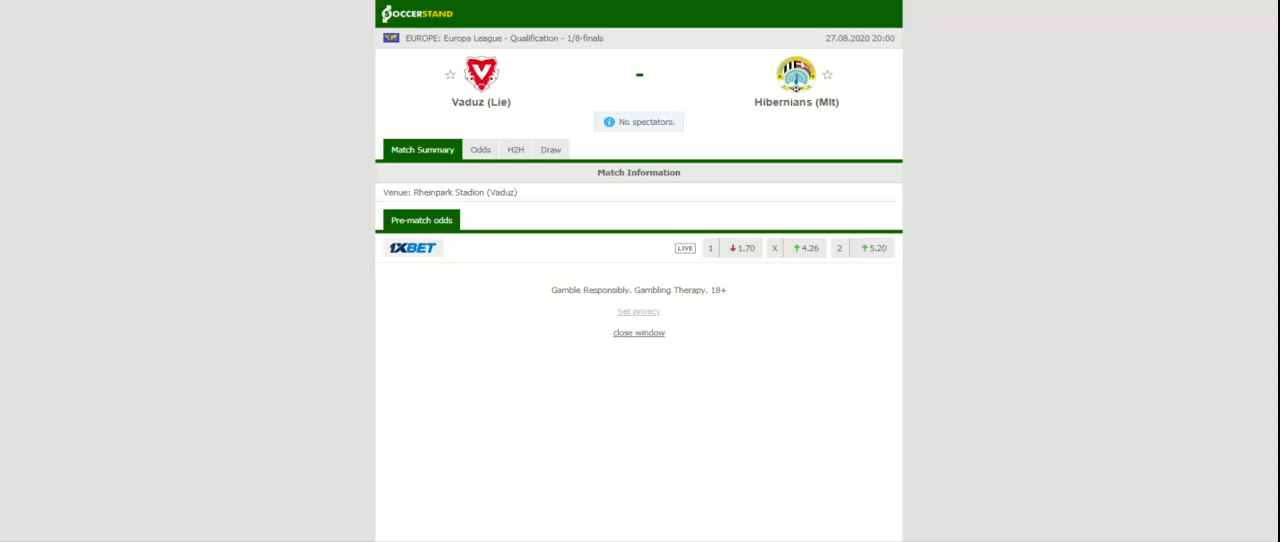 SOCCERSTAND
EUROPE: Europa League - Qualification - 1/8-finals 27.08.2020 20:00
-
Vaduz (Lie) Hibernians (Mlt)
No spectators.
Match Summary Odds H2H Draw
Match Information
Venue: Rheinpark Stadion (Vaduz)
Pre-match odds
1XBET LIVE 1 1.70 X 4.26 2 5.20
Gamble Responsibly. Gambling Therapy. 18+
Set privacy
close window